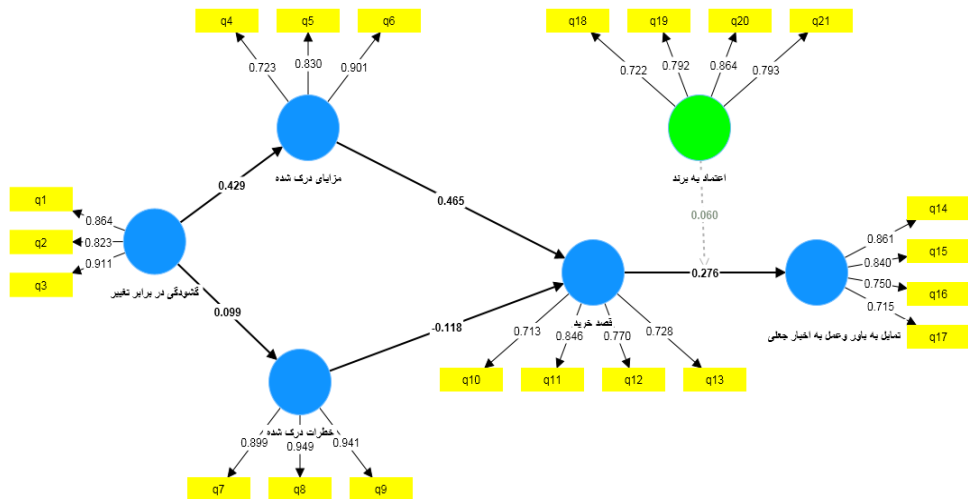 q4
q5
q6
q18
q19
q20
q21
0.723
0.830
0.901
0.722
0.792
0.864
0.793
مزایای درک شده
اعتماد به برند
0.429
0.465
0.060
q1
q2
q3
0.864
0.823
0.911
گشودگی در برابر تغییر
0.099
-0.118
قصد خرید
0.276
q14
q15
q16
q17
0.861
0.840
0.750
0.715
تمایل به باور وعمل به اخبار جعلی
0.713
0.846
0.770
0.728
q10
q11
q12
q13
خطرات درک شده
0.899
0.949
0.941
q7
q8
q9